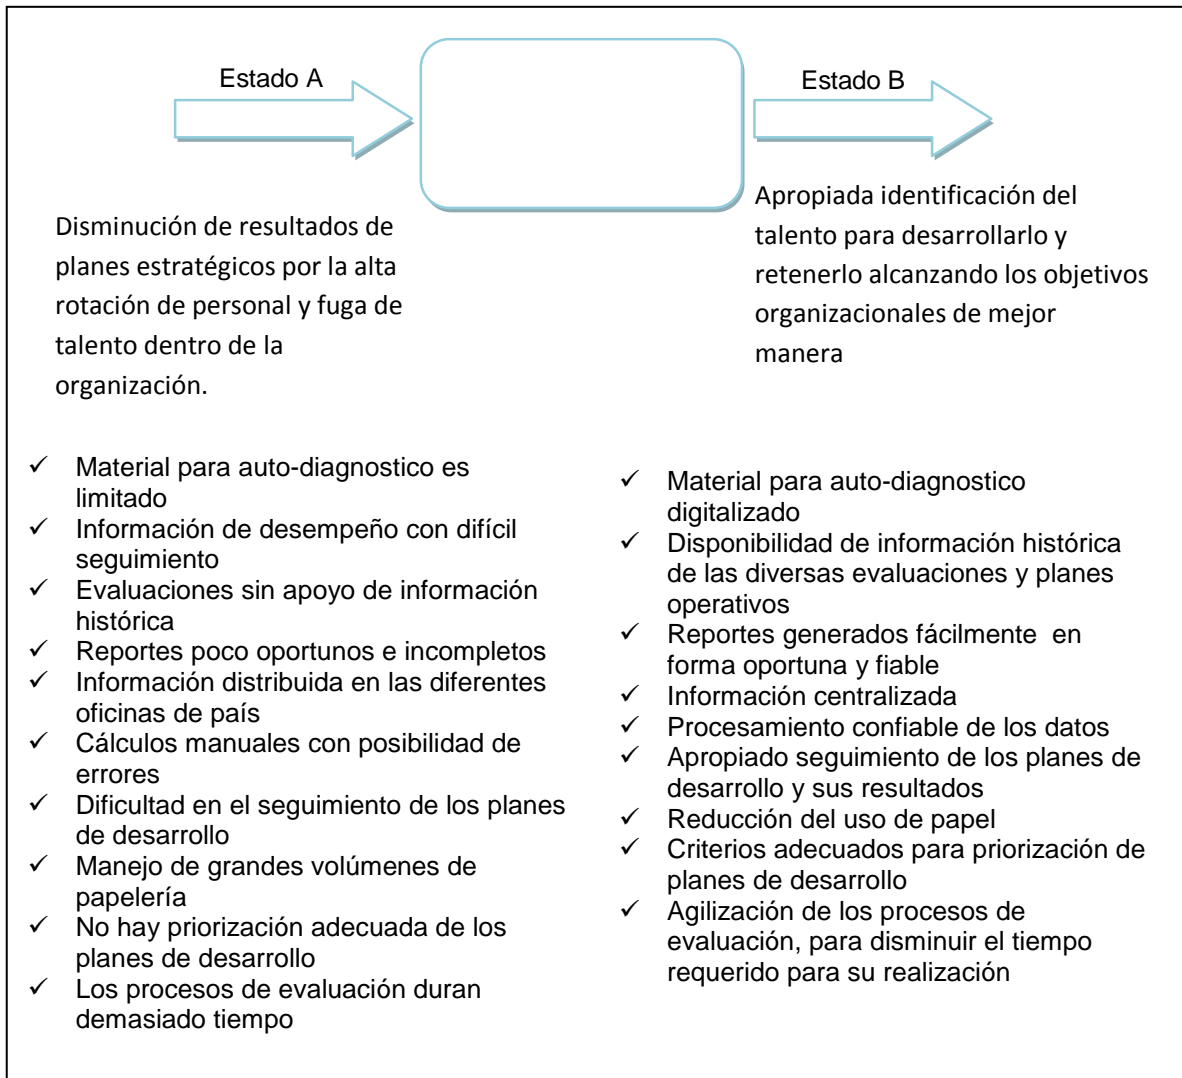 Estado A
Disminución de resultados de
planes estratégicos por la alta
rotación de personal y fuga de
talento dentro de la
organización.
Estado B
Apropiada identificación del
talento para desarrollarlo y
retenerlo alcanzando los objetivos
organizacionales de mejor
manera
✓ Material para auto-diagnostico es
limitado
✓ Información de desempeño con difícil
seguimiento
✓ Evaluaciones sin apoyo de información
histórica
✓ Reportes poco oportunos e incompletos
✓ Información distribuida en las diferentes
oficinas de país
✓ Cálculos manuales con posibilidad de
errores
✓ Dificultad en el seguimiento de los planes
de desarrollo
✓ Manejo de grandes volúmenes de
papelería
✓ No hay priorización adecuada de los
planes de desarrollo
✓ Los procesos de evaluación duran
demasiado tiempo
✓ Material para auto-diagnostico
digitalizado
✓ Disponibilidad de información histórica
de las diversas evaluaciones y planes
operativos
✓ Reportes generados fácilmente en
forma oportuna y fiable
✓ Información centralizada
✓ Procesamiento confiable de los datos
✓ Apropiado seguimiento de los planes de
desarrollo y sus resultados
✓ Reducción del uso de papel
✓ Criterios adecuados para priorización de
planes de desarrollo
✓ Agilización de los procesos de
evaluación, para disminuir el tiempo
requerido para su realización